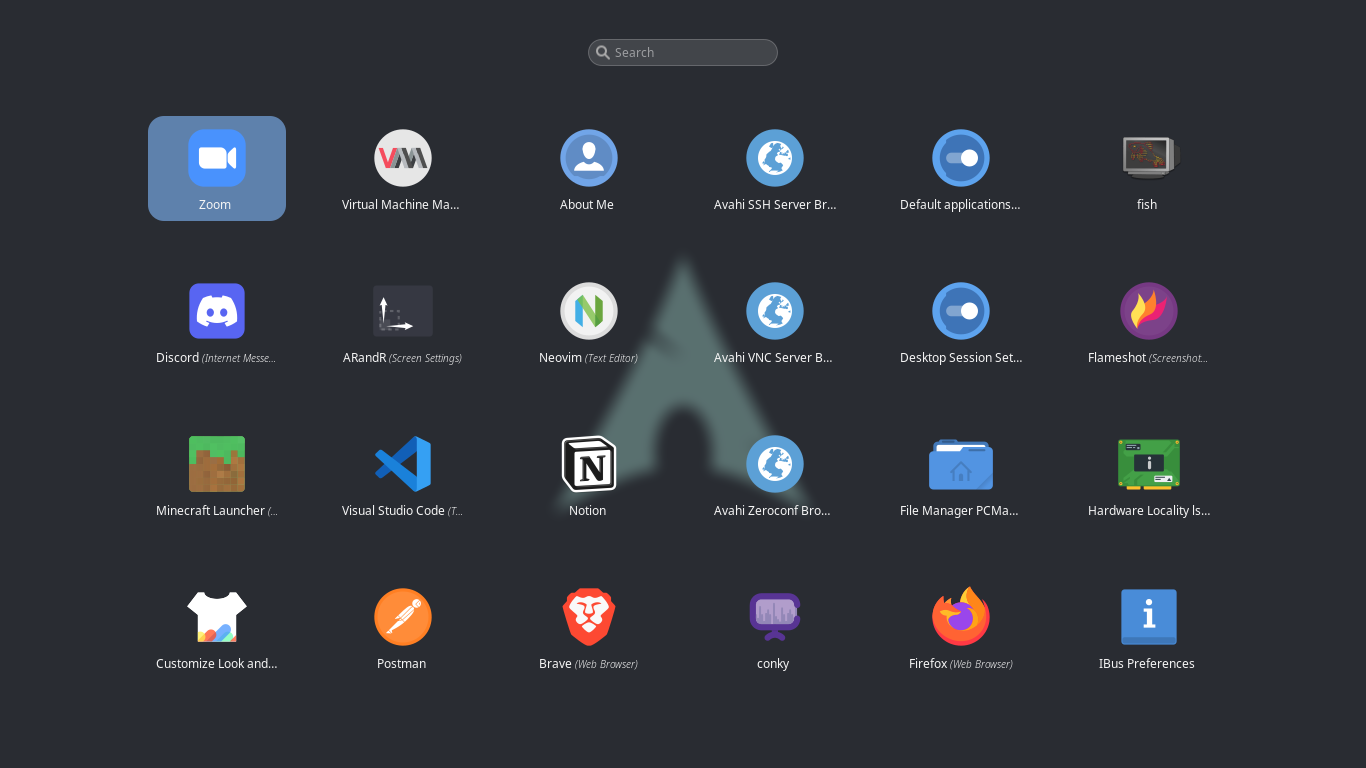 Search
Zoom
Virtual Machine Ma...
About Me
Avahi SSH Server Br...
Default applications...
fish
Discord (Internet Messe...
ARandR (Screen Settings)
Neovim (Text Editor)
Avahi VNC Server B...
Desktop Session Set...
Flameshot (Screenshot...
Minecraft Launcher (...
Visual Studio Code (T...
Notion
Avahi Zeroconf Bro...
File Manager PCMa...
Hardware Locality ls...
Customize Look and...
Postman
Brave (Web Browser)
conky
Firefox (Web Browser)
IBus Preferences